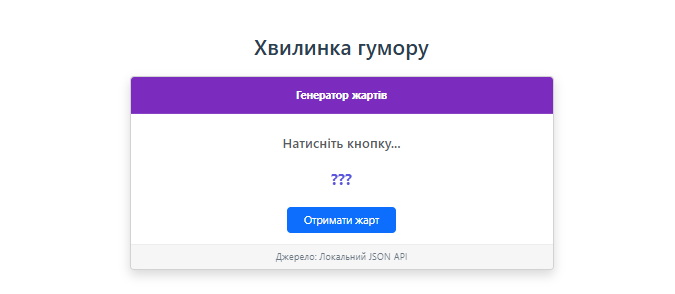 Хвилинка гумору
Генератор жартів
Натисніть кнопку...
???
Отримати жарт
Джерело: Локальний JSON API